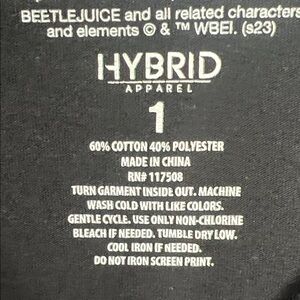 BEETLEJUICE and all related characters
and elements © & ™ WBEI. (s23)
HYBRID
APPAREL
1
60% COTTON 40% POLYESTER
MADE IN CHINA
RN# 117508
TURN GARMENT INSIDE OUT. MACHINE
WASH COLD WITH LIKE COLORS.
GENTLE CYCLE. USE ONLY NON-CHLORINE
BLEACH IF NEEDED. TUMBLE DRY LOW.
COOL IRON IF NEEDED.
DO NOT IRON SCREEN PRINT.